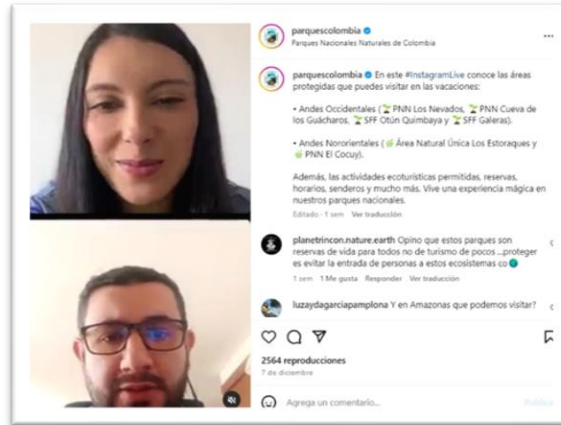 parquescolombia
Parques Nacionales Naturales de Colombia
parquescolombia En este #InstagramLive conoce las áreas
protegidas que puedes visitar en las vacaciones:
• Andes Occidentales (PNN Los Nevados, PNN Cueva de
los Guácharos, SFF Otún Quimbaya y SFF Galeras).
• Andes Nororientales (Área Natural Única Los Estoraques y
PNN El Cocuy).
Además, las actividades ecoturísticas permitidas, reservas,
horarios, senderos y mucho más. Vive una experiencia mágica en
nuestros parques nacionales.
Editado · 1 sem Ver traducción
planetrincon.nature.earth Opino que estos parques son
reservas de vida para todos no de turismo de pocos ...proteger
es evitar la entrada de personas a estos ecosistemas co
1 sem 1 Me gusta Responder Ver traducción
luzaydagarciapamplona Y en Amazonas que podemos visitar?
2564 reproducciones
7 de diciembre
Agrega un comentario...
Publicar